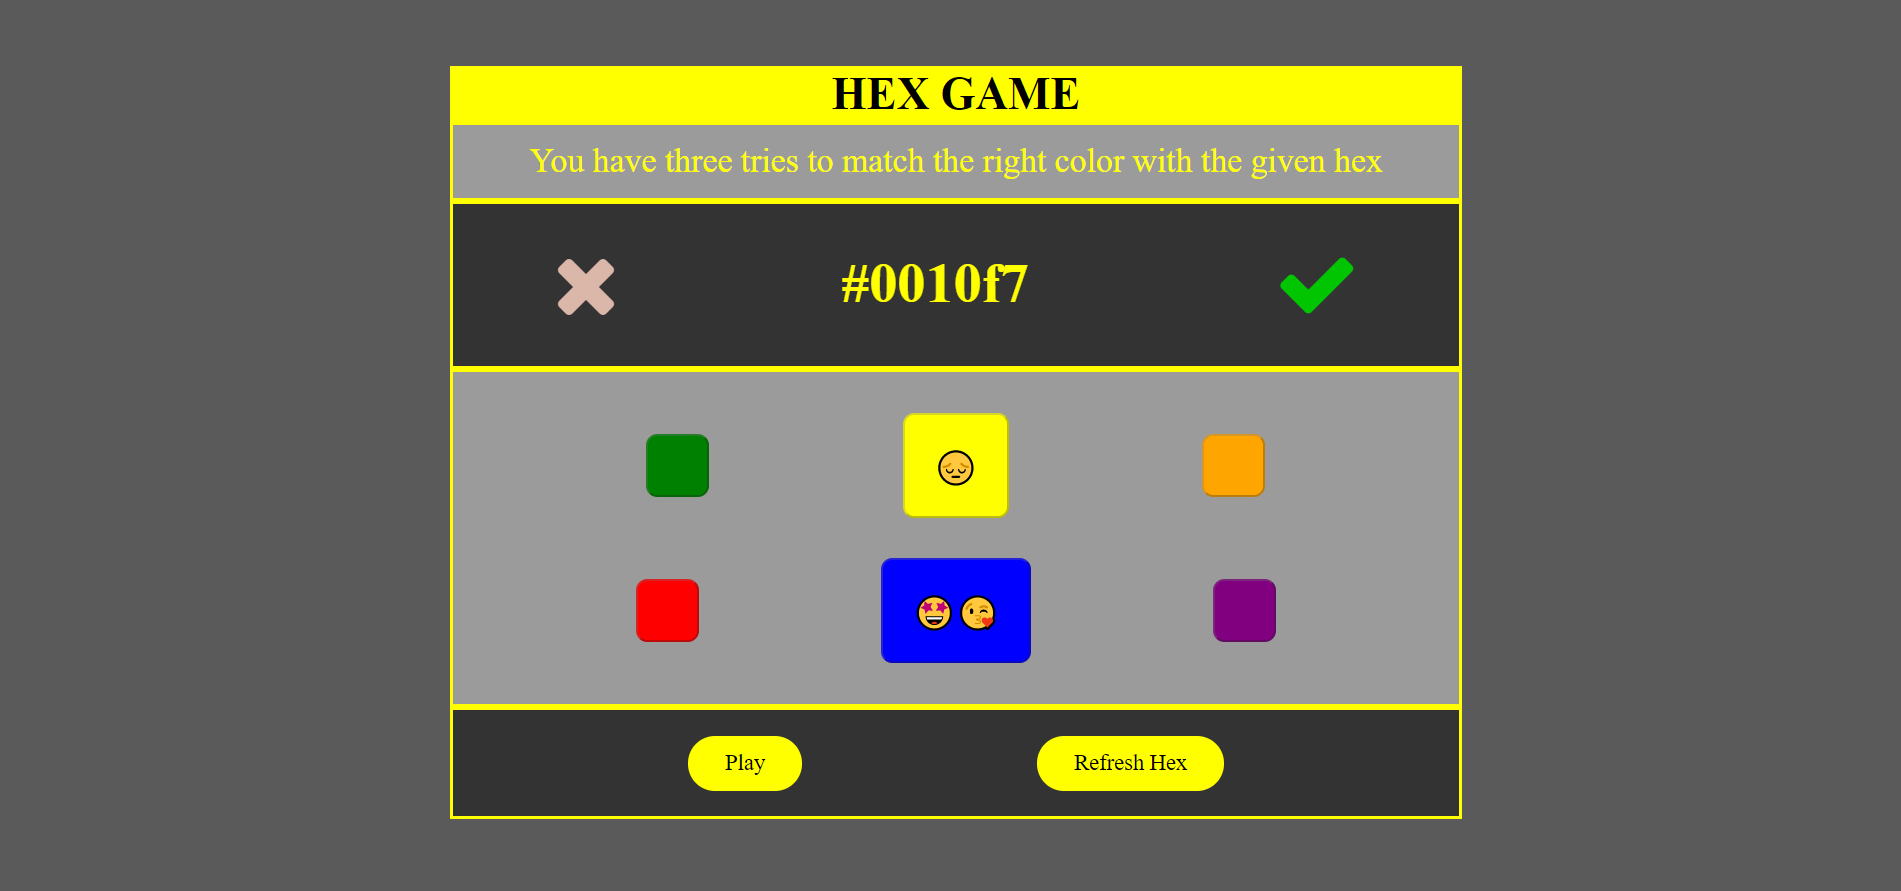 HEX GAME
You have three tries to match the right color with the given hex
#0010f7
Play
Refresh Hex